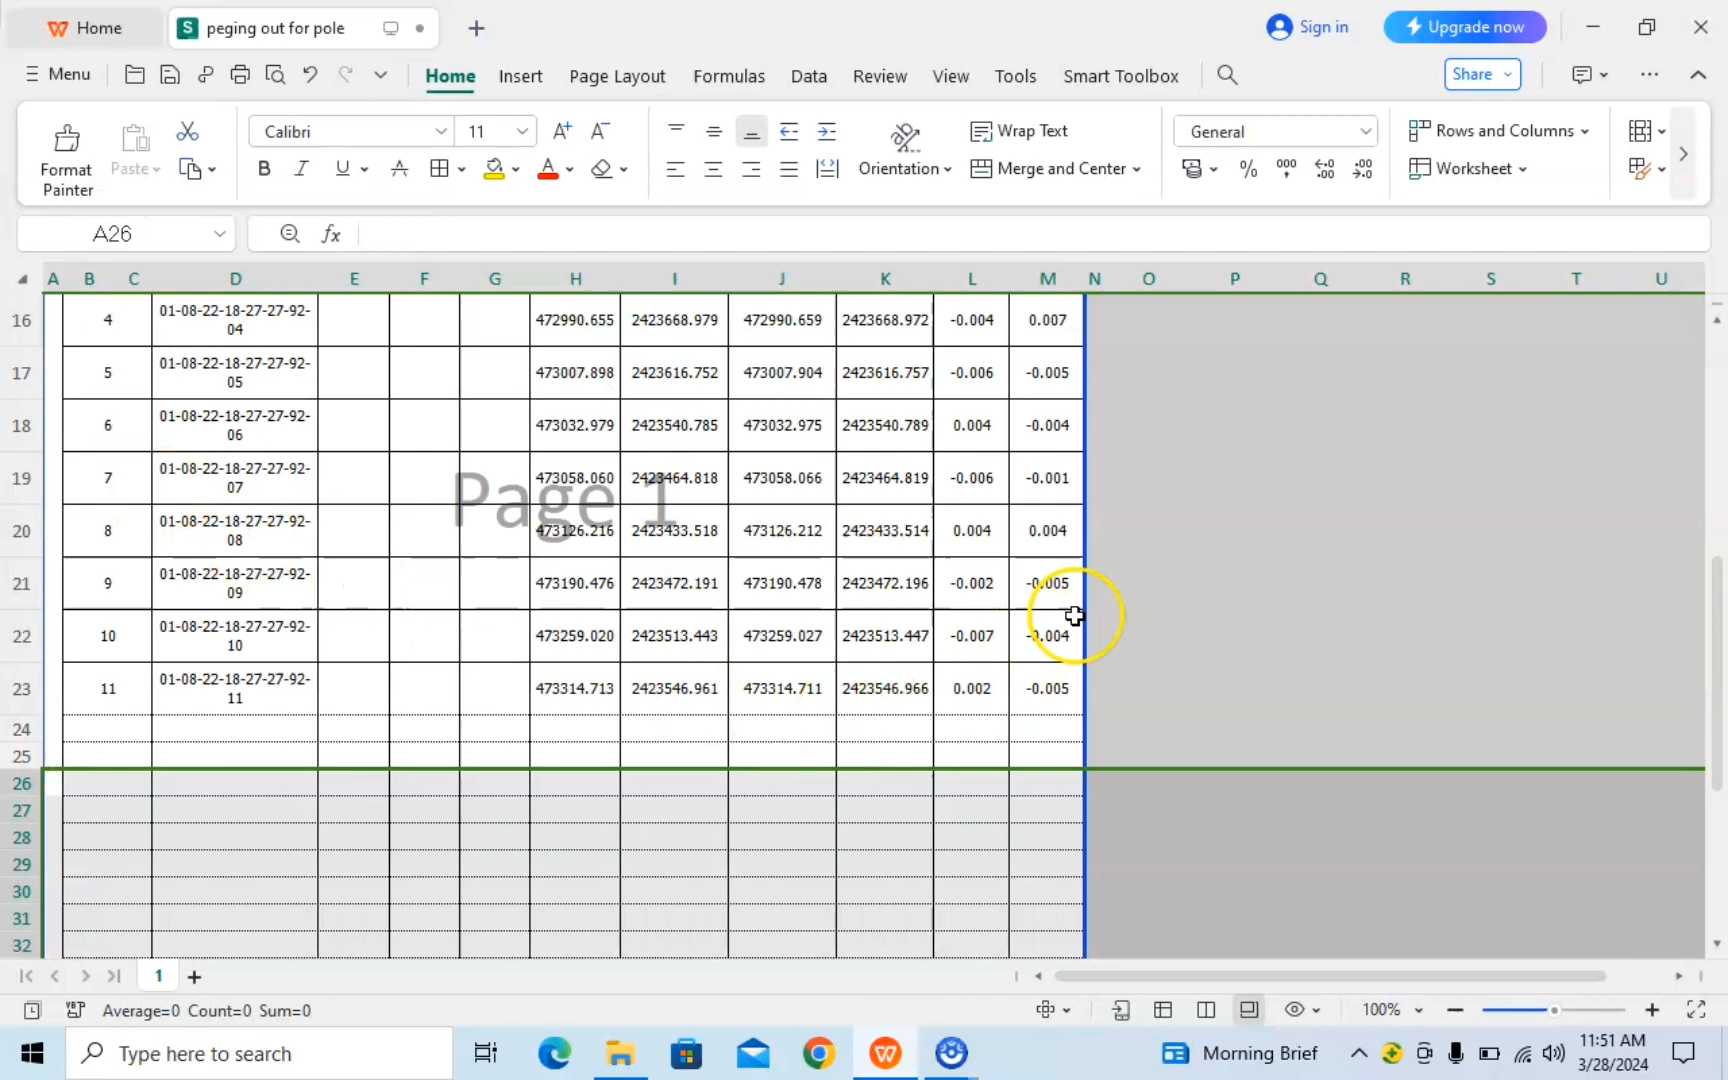 Home
peging out for pole
Sign in
Upgrade now
Menu
Home Insert Page Layout Formulas Data Review View Tools Smart Toolbox
Share
Format Painter
Paste
Calibri 11
Orientation
Wrap Text
Merge and Center
General
Rows and Columns
Worksheet
A26
fx
A B C D E F G H I J K L M N O P Q R S T U
16 4 01-08-22-18-27-27-92-04 472990.655 2423668.979 472990.659 2423668.972 -0.004 0.007
17 5 01-08-22-18-27-27-92-05 473007.898 2423616.752 473007.904 2423616.757 -0.006 -0.005
18 6 01-08-22-18-27-27-92-06 473032.979 2423540.785 473032.975 2423540.789 0.004 -0.004
19 7 01-08-22-18-27-27-92-07 473058.060 2423464.818 473058.066 2423464.819 -0.006 -0.001
Page 1
20 8 01-08-22-18-27-27-92-08 473126.216 2423433.518 473126.212 2423433.514 0.004 0.004
21 9 01-08-22-18-27-27-92-09 473190.476 2423472.191 473190.478 2423472.196 -0.002 -0.005
22 10 01-08-22-18-27-27-92-10 473259.020 2423513.443 473259.027 2423513.447 -0.007 -0.004
23 11 01-08-22-18-27-27-92-11 473314.713 2423546.961 473314.711 2423546.966 0.002 -0.005
24
25
26
27
28
29
30
31
32
1
Average=0 Count=0 Sum=0
100%
Type here to search
Morning Brief
11:51 AM
3/28/2024